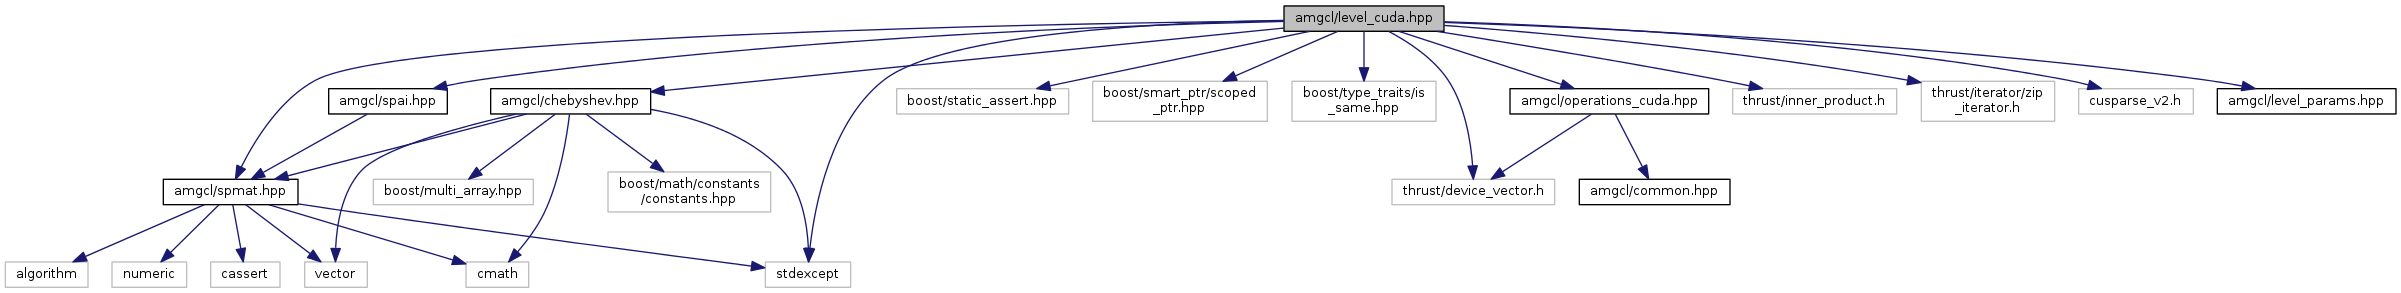 amgcl/level_cuda.hpp
amgcl/spai.hpp
amgcl/chebyshev.hpp
boost/static_assert.hpp
boost/smart_ptr/scoped
_ptr.hpp
boost/type_traits/is
_same.hpp
amgcl/operations_cuda.hpp
thrust/inner_product.h
thrust/iterator/zip
_iterator.h
cusparse_v2.h
amgcl/level_params.hpp
amgcl/spmat.hpp
boost/multi_array.hpp
boost/math/constants
/constants.hpp
thrust/device_vector.h
amgcl/common.hpp
algorithm
numeric
cassert
vector
cmath
stdexcept